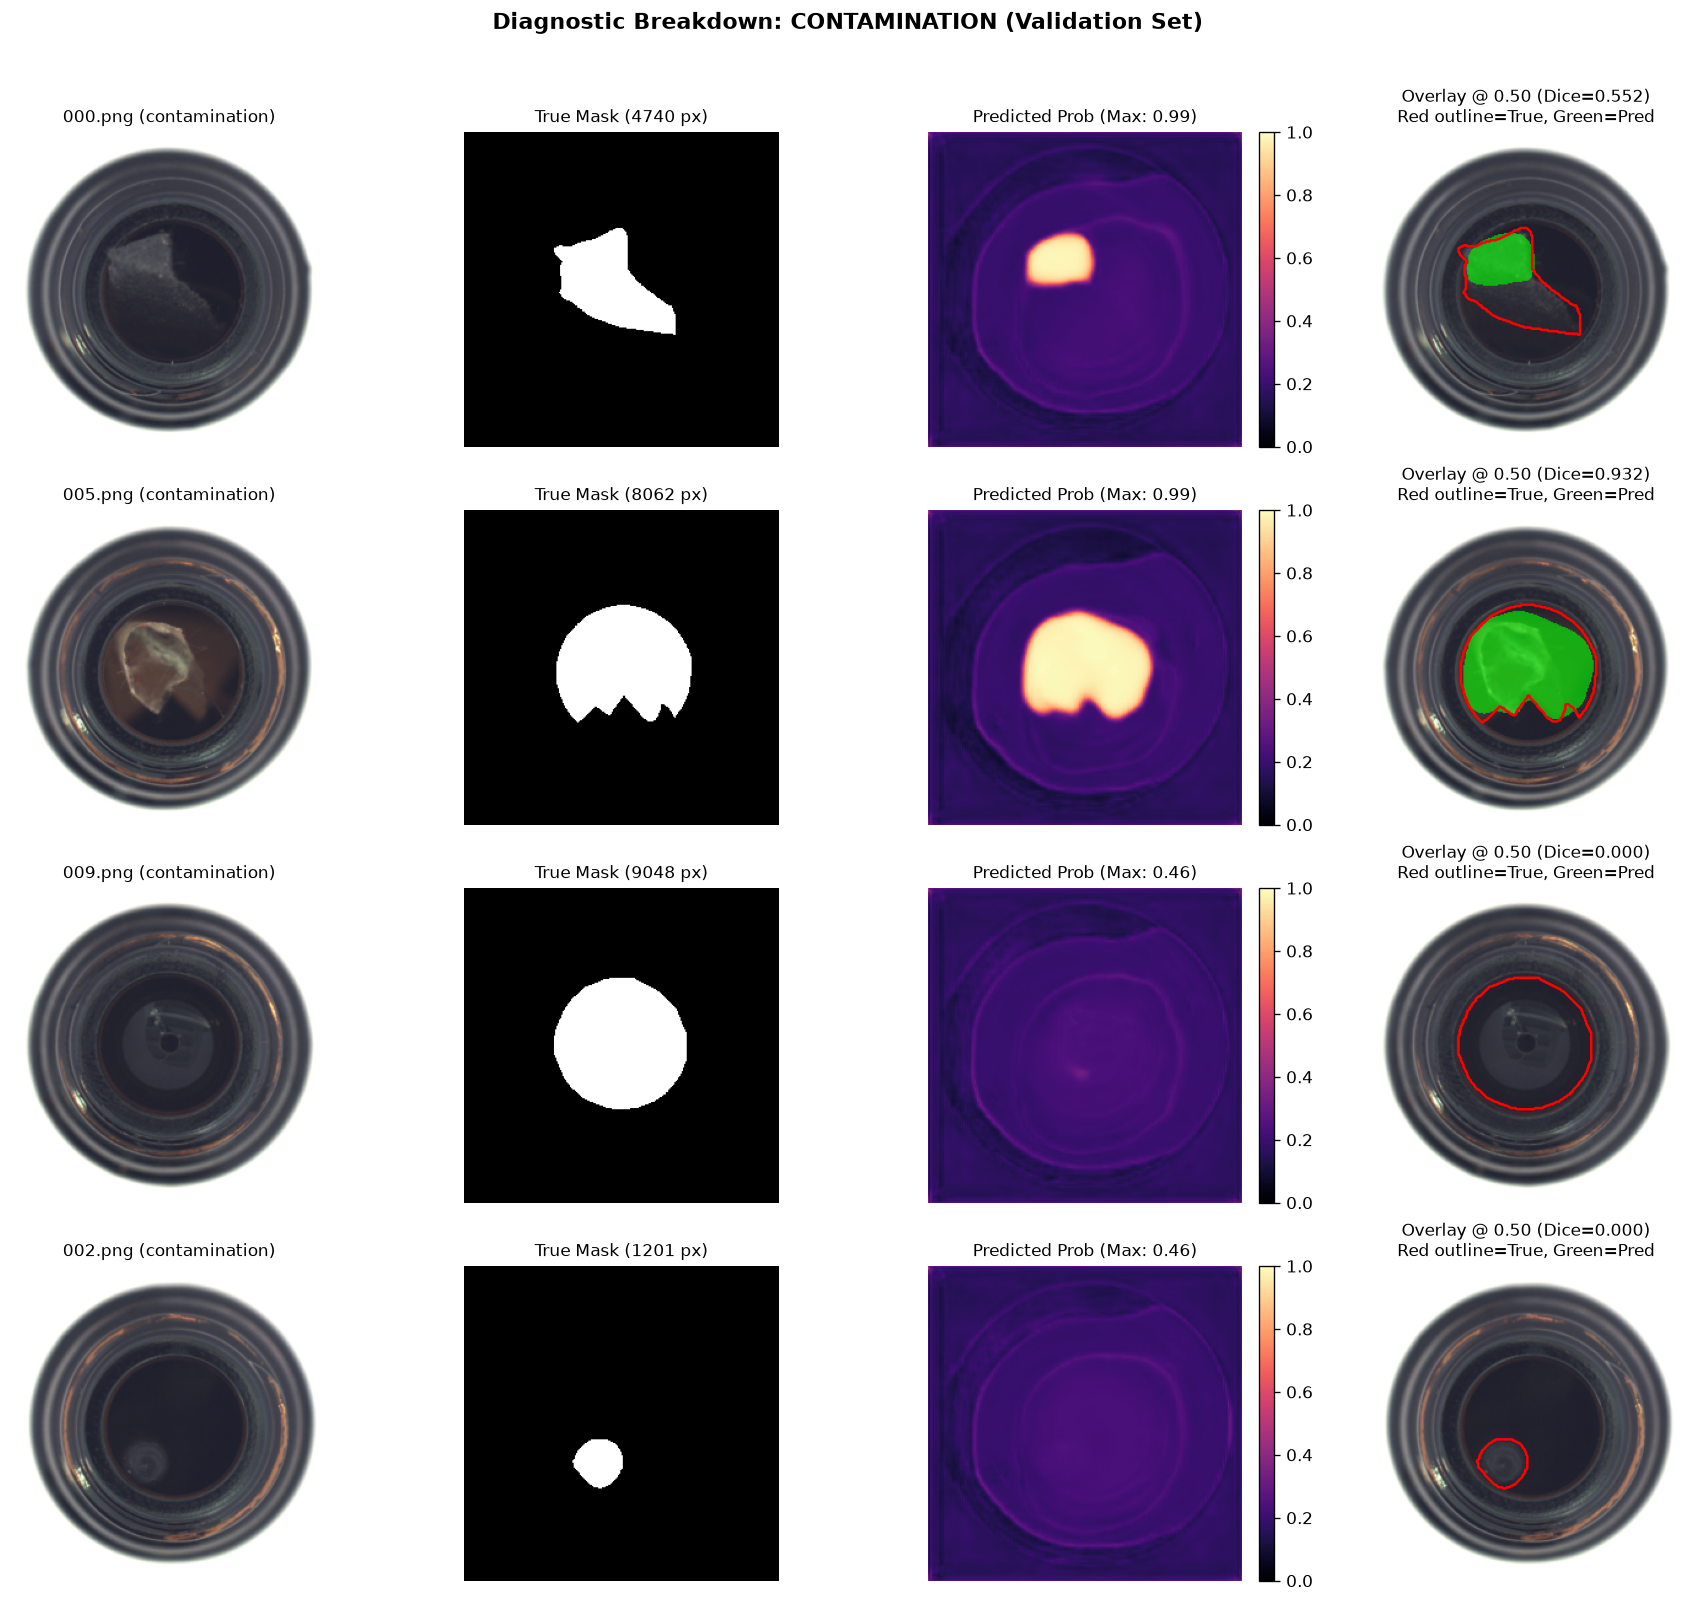 Diagnostic Breakdown: CONTAMINATION (Validation Set)
000.png (contamination)
True Mask (4740 px)
Predicted Prob (Max: 0.99)
Overlay @ 0.50 (Dice=0.552)
Red outline=True, Green=Pred
1.0
0.8
0.6
0.4
0.2
0.0
005.png (contamination)
True Mask (8062 px)
Predicted Prob (Max: 0.99)
Overlay @ 0.50 (Dice=0.932)
Red outline=True, Green=Pred
1.0
0.8
0.6
0.4
0.2
0.0
009.png (contamination)
True Mask (9048 px)
Predicted Prob (Max: 0.46)
Overlay @ 0.50 (Dice=0.000)
Red outline=True, Green=Pred
1.0
0.8
0.6
0.4
0.2
0.0
002.png (contamination)
True Mask (1201 px)
Predicted Prob (Max: 0.46)
Overlay @ 0.50 (Dice=0.000)
Red outline=True, Green=Pred
1.0
0.8
0.6
0.4
0.2
0.0